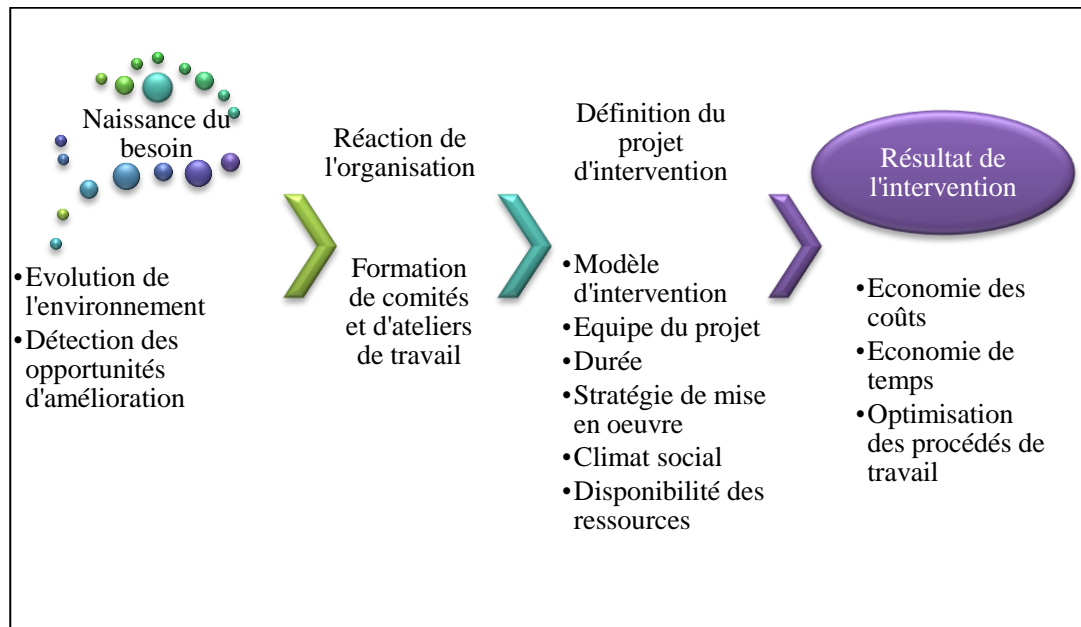 Naissance du
besoin
•Evolution de
l'environnement
•Détection des
opportunités
d'amélioration
Réaction de
l'organisation
Formation
de comités
et d'ateliers
de travail
Définition du
projet
d'intervention
•Modèle
d'intervention
•Equipe du projet
•Durée
•Stratégie de mise
en oeuvre
•Climat social
•Disponibilité des
ressources
Résultat de
l'intervention
•Economie des
coûts
•Economie de
temps
•Optimisation
des procédés de
travail